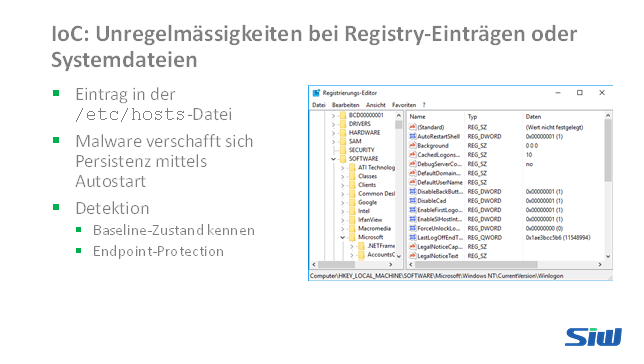 IoC: Unregelmässigkeiten bei Registry-Einträgen oder
Systemdateien
Eintrag in der
/etc/hosts-Datei
Malware verschafft sich
Persistenz mittels
Autostart
Detektion
Baseline-Zustand kennen
Endpoint-Protection
Registrierungs-Editor
Datei Bearbeiten Ansicht Favoriten ?
BCD00000001
DRIVERS
HARDWARE
SAM
SECURITY
SOFTWARE
ATI Technolog
Classes
Clients
Common Desi
Google
Intel
IrfanView
Macromedia
Microsoft
.NETFrame
AccountsC
Name Typ Daten
(Standard) REG_SZ (Wert nicht festgelegt)
AutoRestartShell REG_DWORD 0x00000001 (1)
Background REG_SZ 0 0 0
CachedLogons... REG_SZ 10
DebugServerCo... REG_SZ no
DefaultDomain... REG_SZ
DefaultUserName REG_SZ
DisableBackButt... REG_DWORD 0x00000001 (1)
DisableCad REG_DWORD 0x00000001 (1)
EnableFirstLogo... REG_DWORD 0x00000001 (1)
EnableSIHostInt... REG_DWORD 0x00000001 (1)
ForceUnlockLo... REG_DWORD 0x00000000 (0)
LastLogOffEndT... REG_QWORD 0x1ae3bcc5b6 (11548994)
LegalNoticeCap... REG_SZ
LegalNoticeText REG_SZ
Computer\HKEY_LOCAL_MACHINE\SOFTWARE\Microsoft\Windows NT\CurrentVersion\Winlogon
SIW